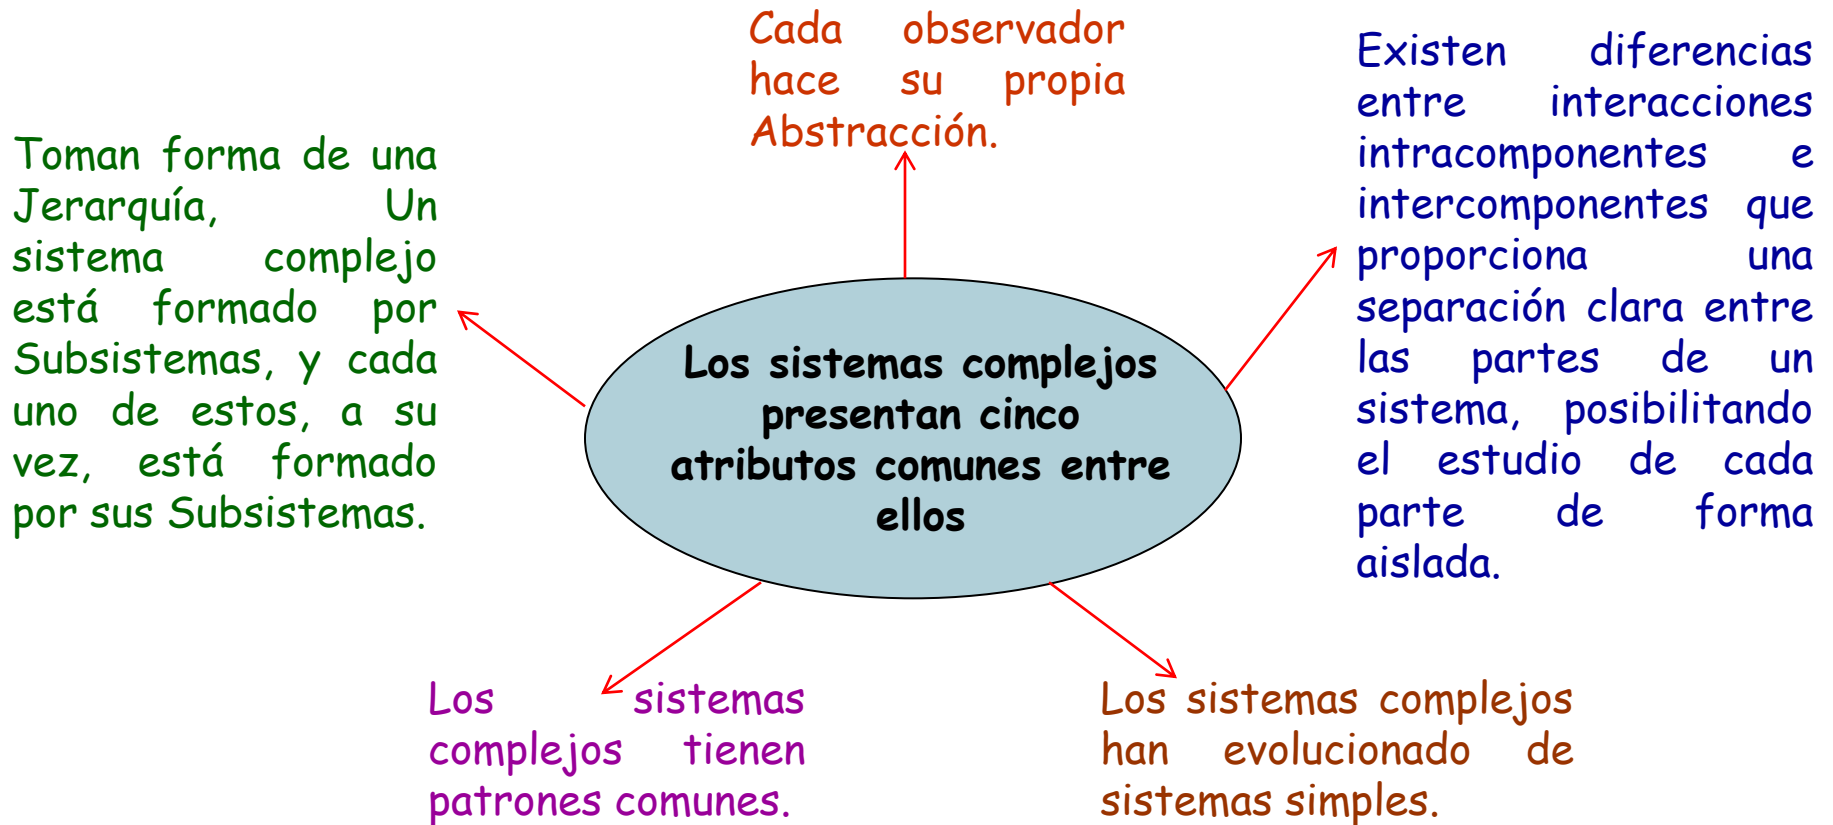 Cada observador
hace su propia
Abstracción.
Existen diferencias
entre interacciones
intracomponentes e
intercomponentes que
proporciona una
separación clara entre
las partes de un
sistema, posibilitando
el estudio de cada
parte de forma
aislada.
Toman forma de una
Jerarquía, Un
sistema complejo
está formado por
Subsistemas, y cada
uno de estos, a su
vez, está formado
por sus Subsistemas.
Los sistemas complejos
presentan cinco
atributos comunes entre
ellos
Los sistemas
complejos tienen
patrones comunes.
Los sistemas complejos
han evolucionado de
sistemas simples.